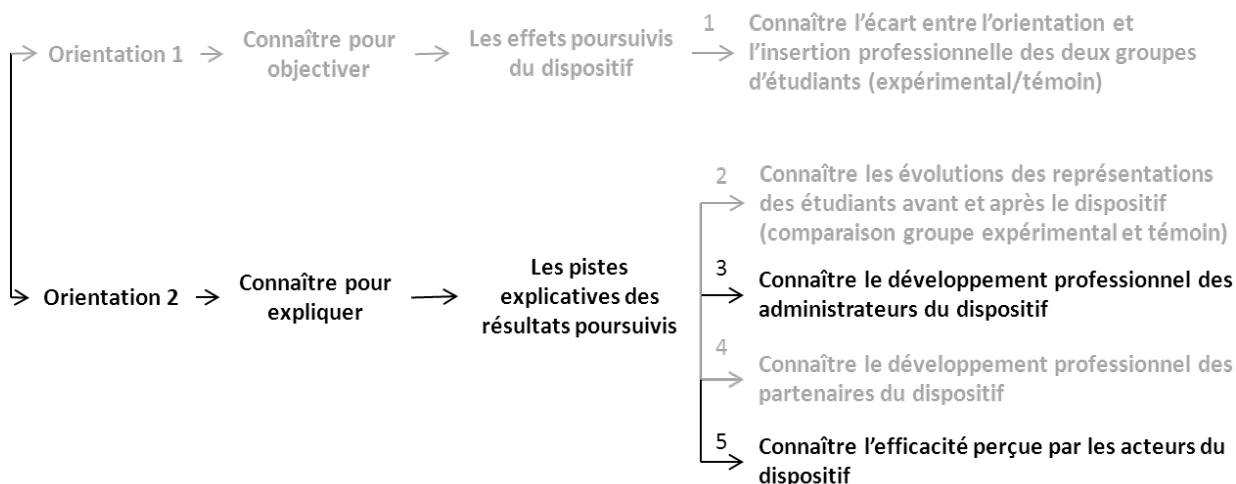 Orientation 1
Connaître pour
objectiver
Les effets poursuivis
du dispositif
1
Connaître l'écart entre l'orientation et
l'insertion professionnelle des deux groupes
d'étudiants (expérimental/témoin)
Orientation 2
Connaître pour
expliquer
Les pistes
explicatives des
résultats poursuivis
2
Connaître les évolutions des représentations
des étudiants avant et après le dispositif
(comparaison groupe expérimental et témoin)
3
Connaître le développement professionnel des
administrateurs du dispositif
4
Connaître le développement professionnel des
partenaires du dispositif
5
Connaître l'efficacité perçue par les acteurs du
dispositif